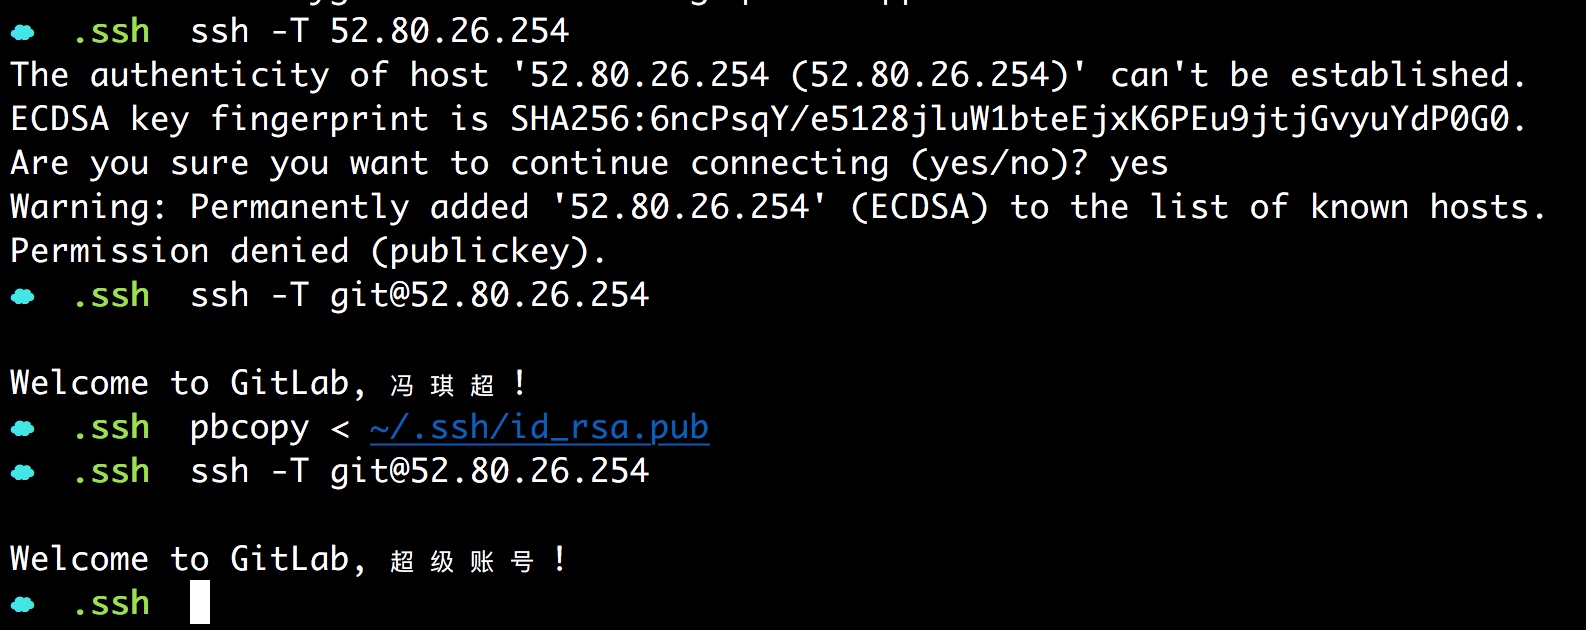 .ssh ssh -T 52.80.26.254
The authenticity of host '52.80.26.254 (52.80.26.254)' can't be established.
ECDSA key fingerprint is SHA256:6ncPsqY/e5128jluW1bteEjxK6PEu9jtjGvyuYdP0G0.
Are you sure you want to continue connecting (yes/no)? yes
Warning: Permanently added '52.80.26.254' (ECDSA) to the list of known hosts.
Permission denied (publickey).
.ssh ssh -T git@52.80.26.254
Welcome to GitLab, 冯琪超!
.ssh pbcopy < ~/.ssh/id_rsa.pub
.ssh ssh -T git@52.80.26.254
Welcome to GitLab, 超级账号!
.ssh